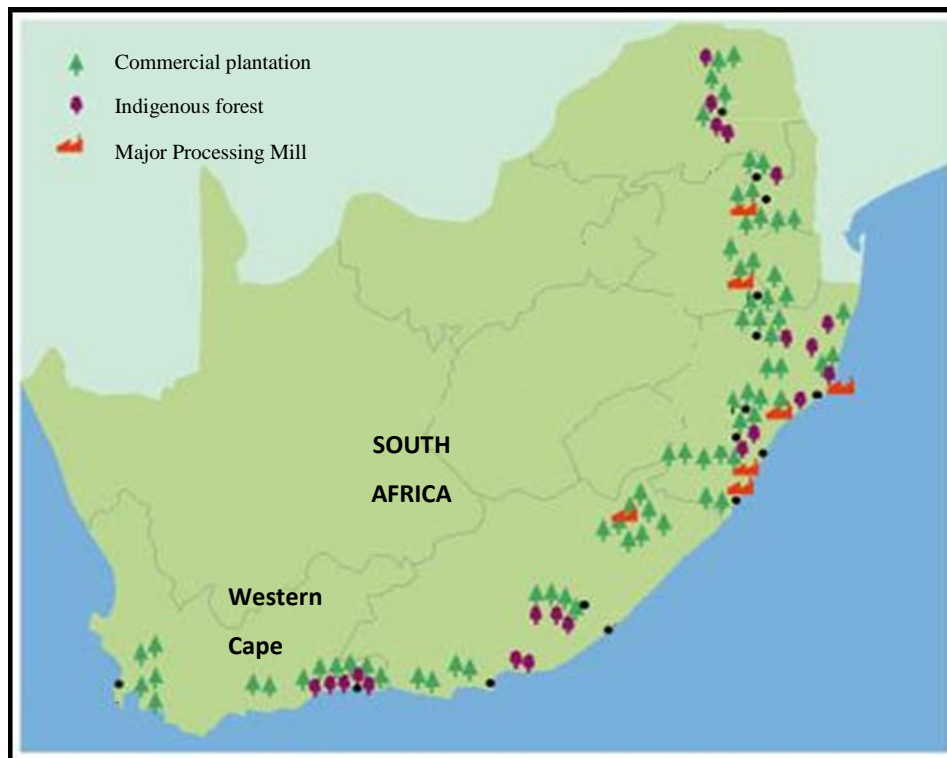 Commercial plantation
Indigenous forest
Major Processing Mill
SOUTH
AFRICA
Western
Cape